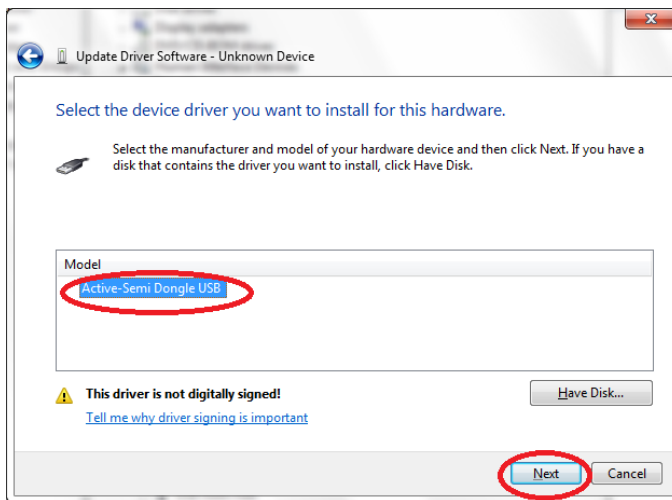 Display adapters
Update Driver Software - Unknown Device
Select the device driver you want to install for this hardware.
Select the manufacturer and model of your hardware device and then click Next. If you have a
disk that contains the driver you want to install, click Have Disk.
Model
Active-Semi Dongle USB
This driver is not digitally signed!
Have Disk...
Tell me why driver signing is important
Next
Cancel